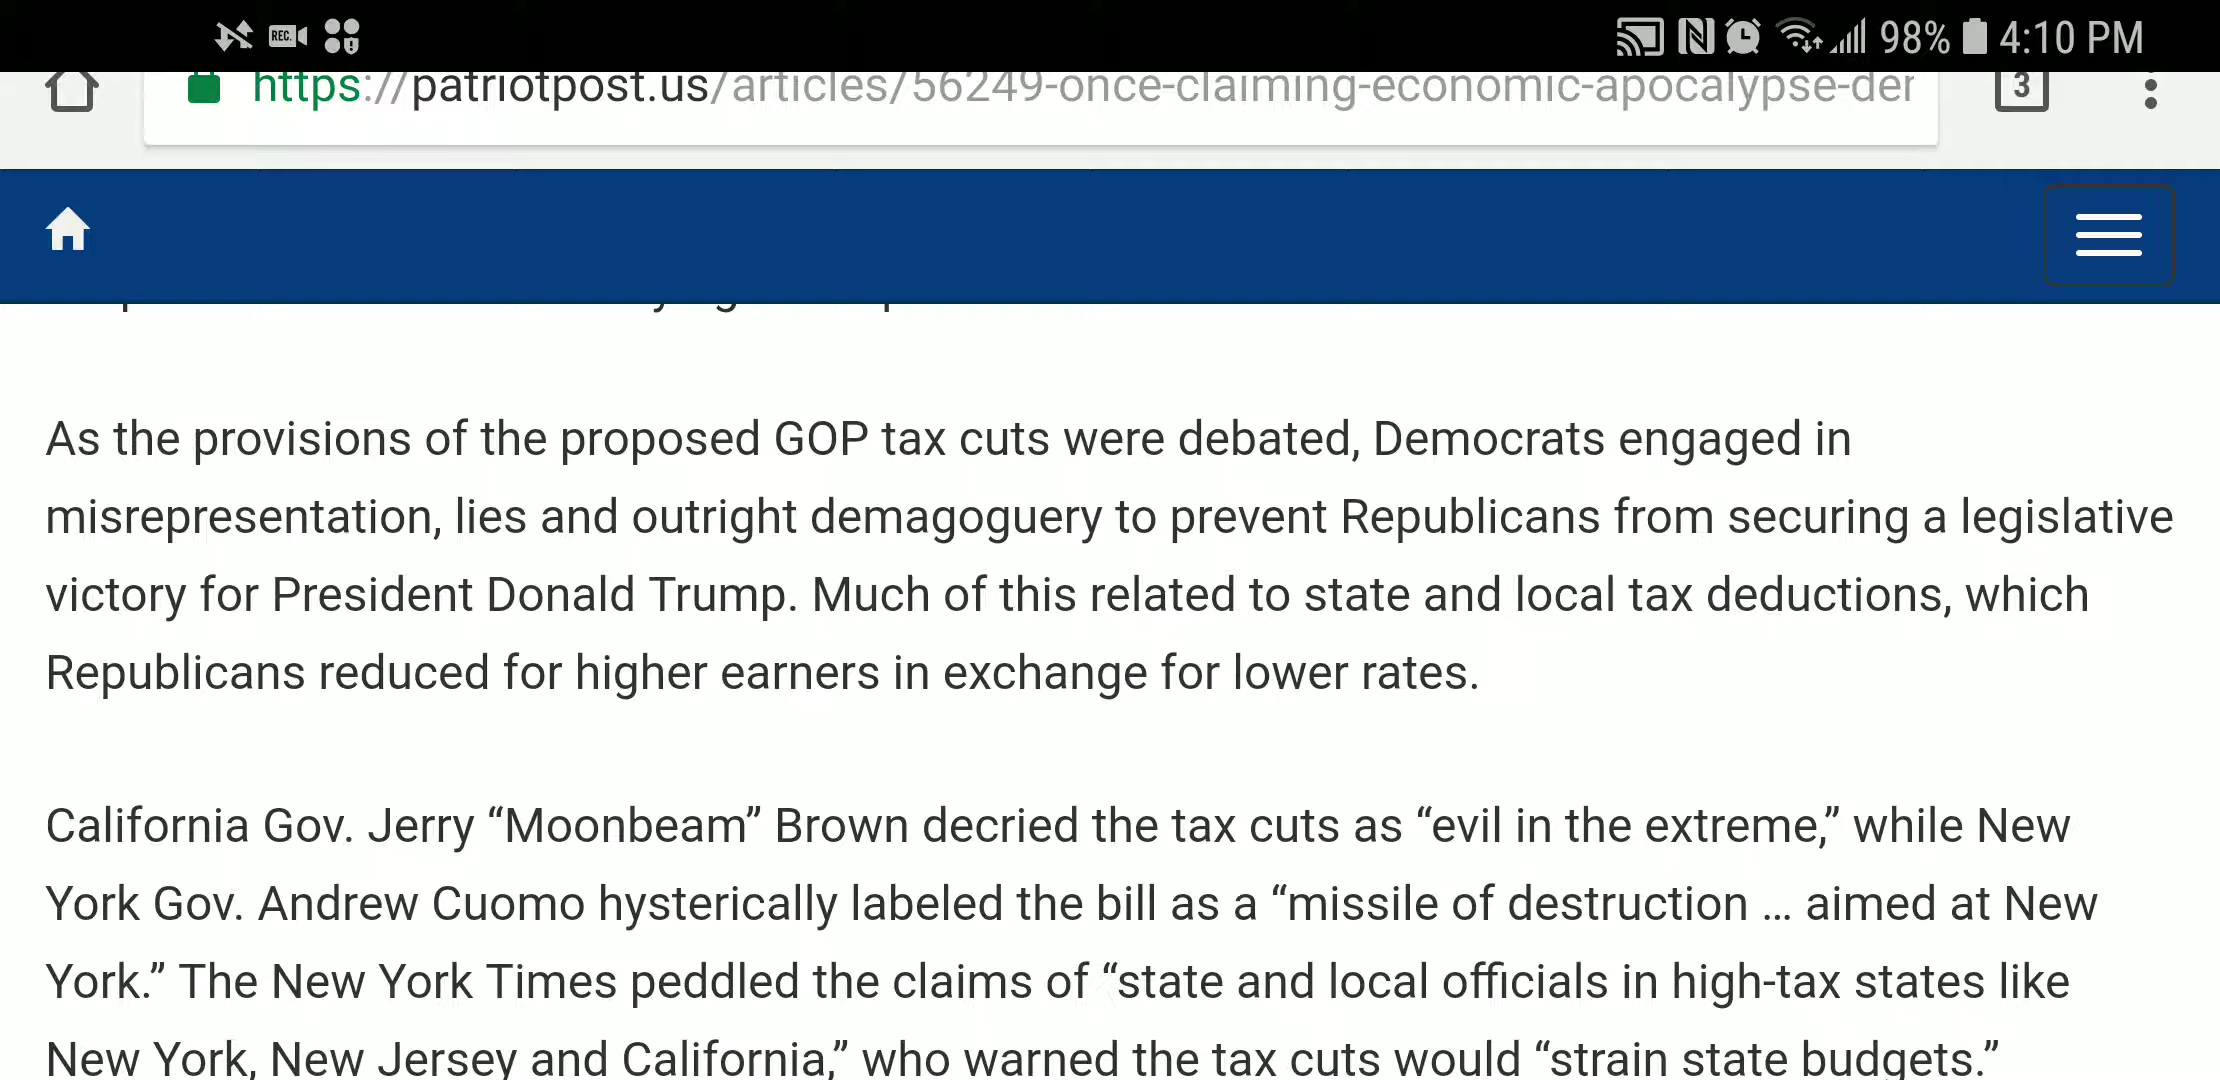 REC.
98% 4:10 PM
https://patriotpost.us/articles/56249-once-claiming-economic-apocalypse-der
3
As the provisions of the proposed GOP tax cuts were debated, Democrats engaged in
misrepresentation, lies and outright demagoguery to prevent Republicans from securing a legislative
victory for President Donald Trump. Much of this related to state and local tax deductions, which
Republicans reduced for higher earners in exchange for lower rates.
California Gov. Jerry “Moonbeam” Brown decried the tax cuts as “evil in the extreme,” while New
York Gov. Andrew Cuomo hysterically labeled the bill as a “missile of destruction … aimed at New
York.” The New York Times peddled the claims of “state and local officials in high-tax states like
New York, New Jersey and California,” who warned the tax cuts would “strain state budgets.”